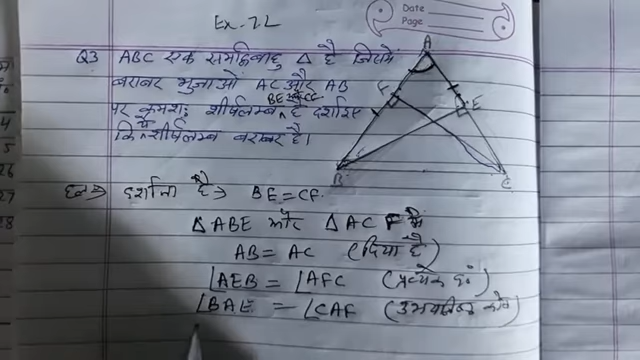 Date
Page
Ex. 7.2
Q3 ABC एक समद्विबाहु △ है जिसमें
बराबर भुजाओं AC और AB
BE और CF
पर क्रमशः शीर्षलम्ब है दर्शाइए
कि ये शीर्षलम्ब बराबर है।
A
F
E
B
C
हल⇒ दर्शाना है⇒ BE = CF.
△ ABE और △ ACF में
AB = AC (दिया है)
∠AEB = ∠AFC (प्रत्येक 90)
∠BAE = ∠CAF (उभयनिष्ठ कोण)